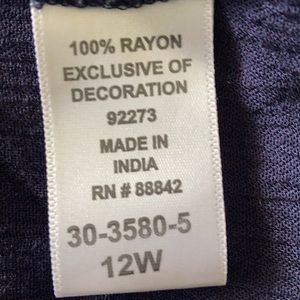 100% RAYON
EXCLUSIVE OF
DECORATION
92273
MADE IN
INDIA
RN # 88842
30-3580-5
12W